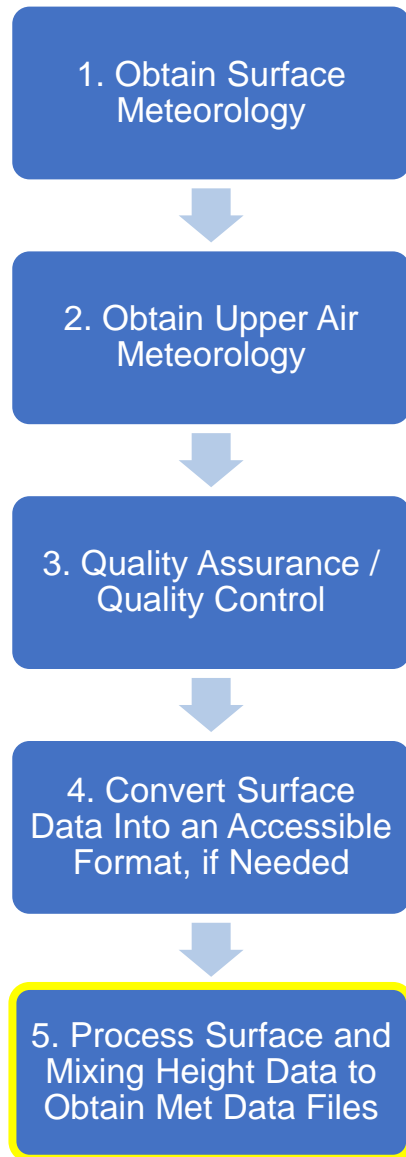 1. Obtain Surface
Meteorology
2. Obtain Upper Air
Meteorology
3. Quality Assurance /
Quality Control
4. Convert Surface
Data Into an Accessible
Format, if Needed
5. Process Surface and
Mixing Height Data to
Obtain Met Data Files